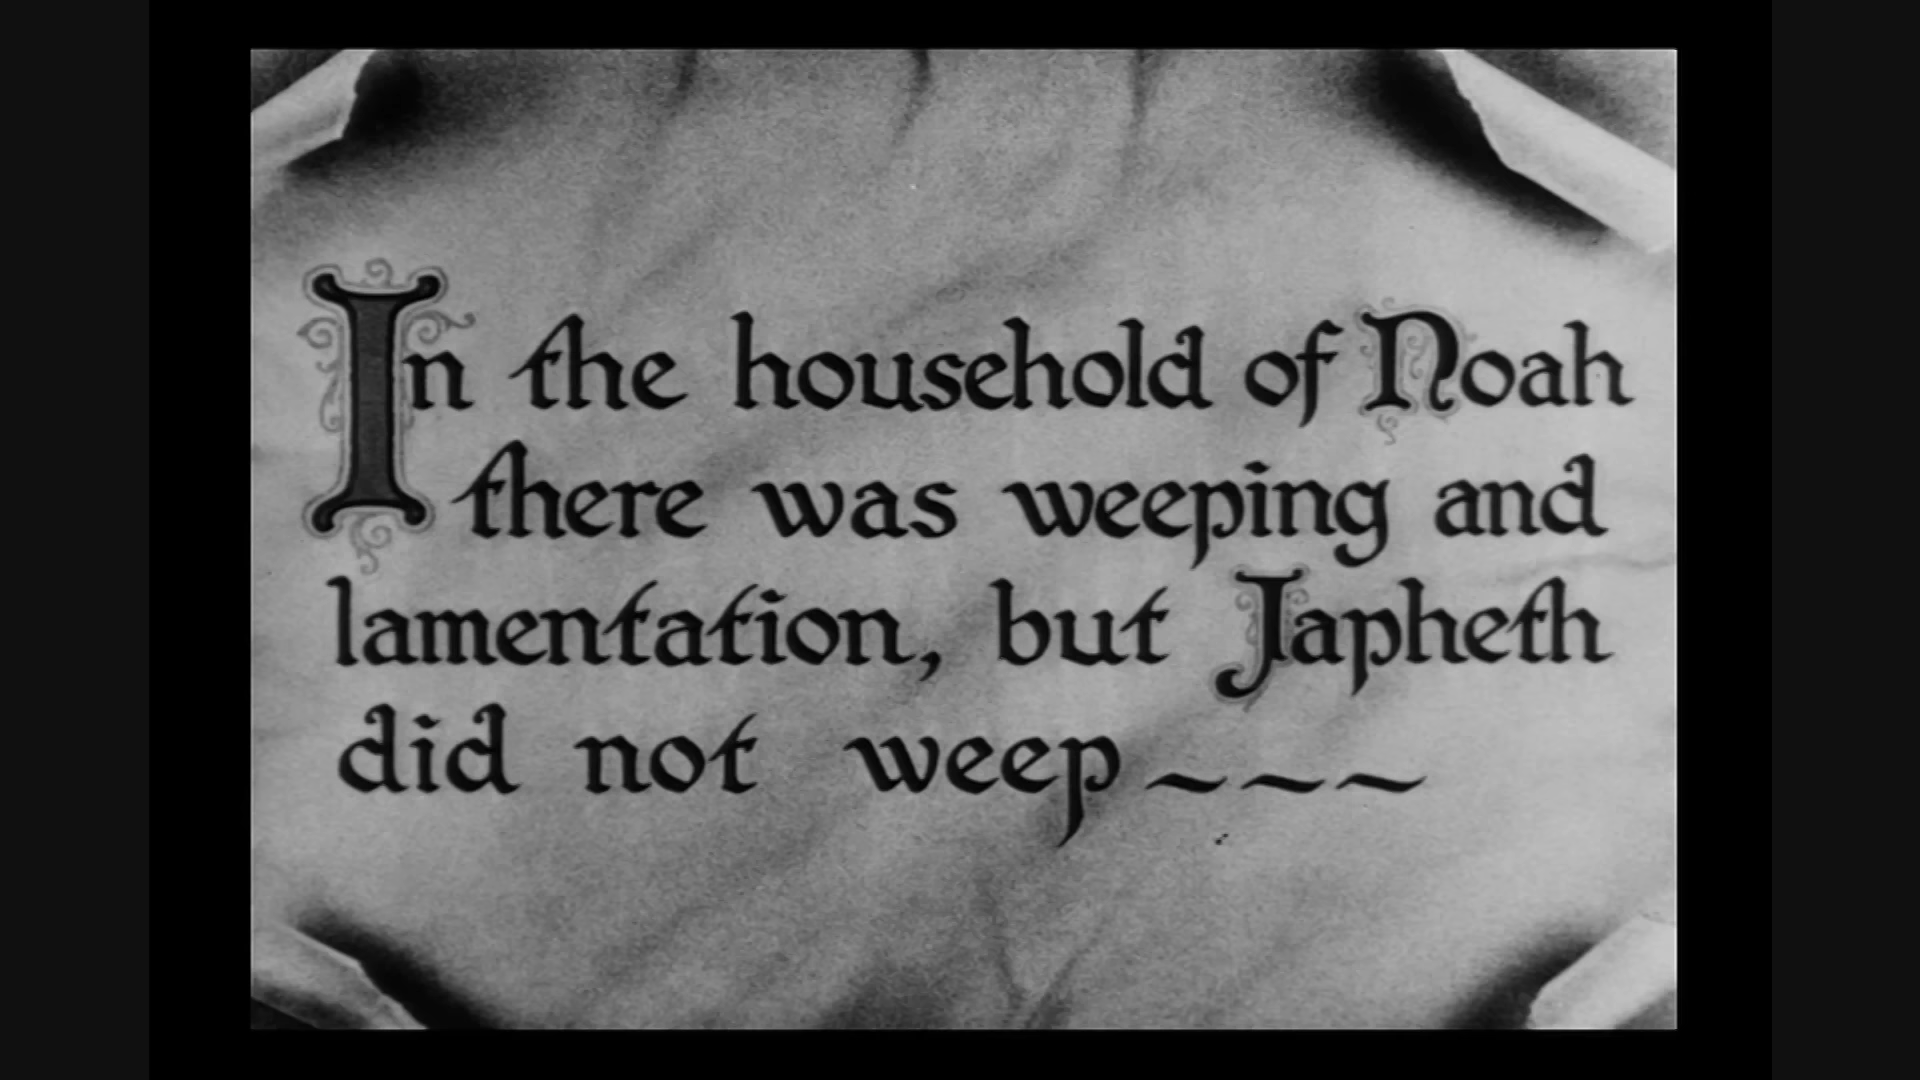 In the household of Noah
there was weeping and
lamentation, but Japheth
did not weep ~~~